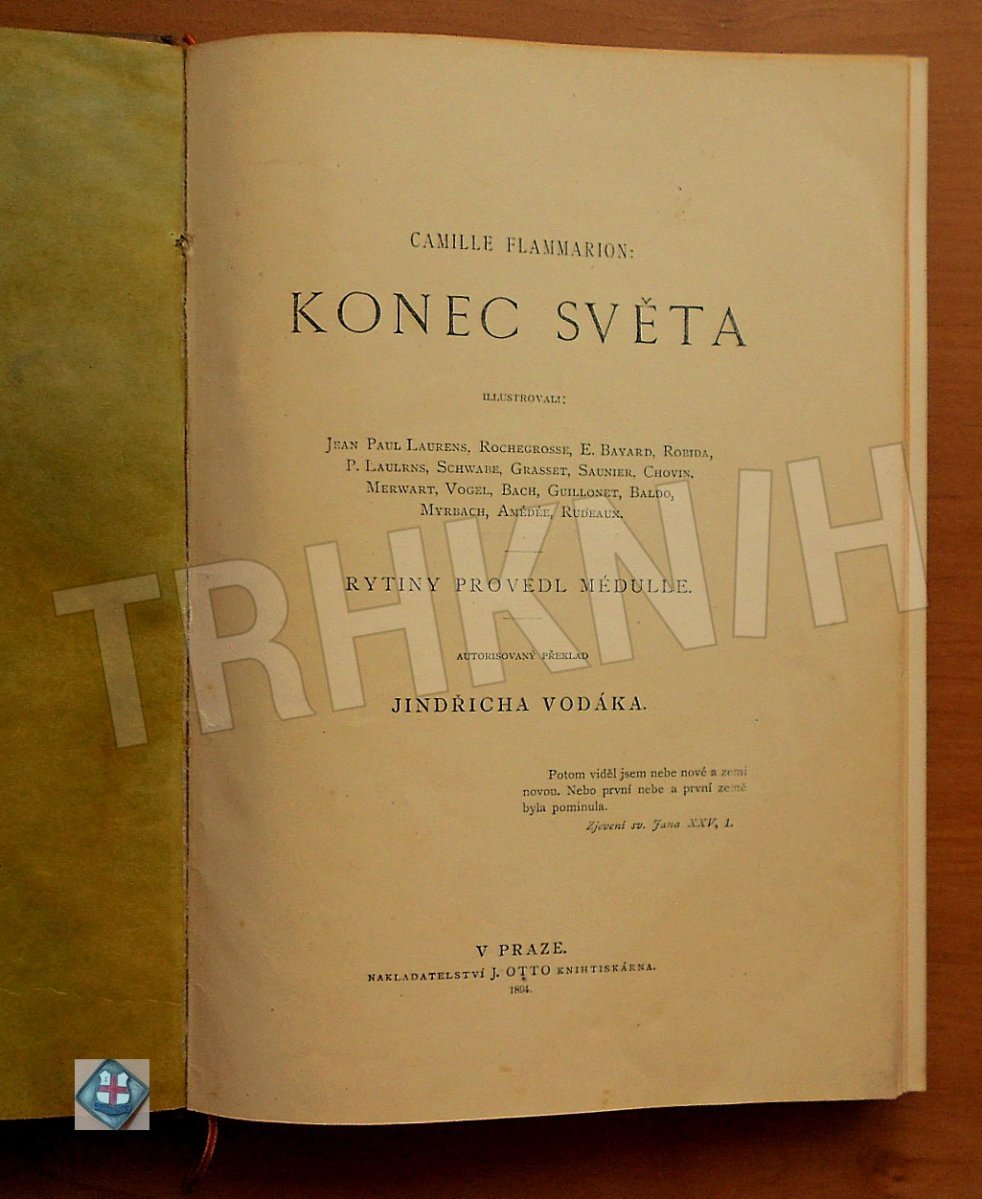 CAMILLE FLAMMARION:
KONEC SVĚTA
ILLUSTROVALI:
JEAN PAUL LAURENS, ROCHEGROSSE, E. BAYARD, ROBIDA,
P. LAULRNS, SCHWABE, GRASSET, SAUNIER, CHOVIN,
MERWART, VOGEL, BACH, GUILLONET, BALDO,
MYRBACH, AMÉDÉE, RUDEAUX.
RYTINY PROVEDL MÉDULLE.
AUTORISOVANÝ PŘEKLAD
JINDŘICHA VODÁKA.
Potom viděl jsem nebe nové a zemi
novou. Nebo první nebe a první země
byla pominula.
Zjevení sv. Jana XXV, 1.
V PRAZE.
NAKLADATELSTVÍ J. OTTO KNIHTISKÁRNA.
1894.
TRHKNIH